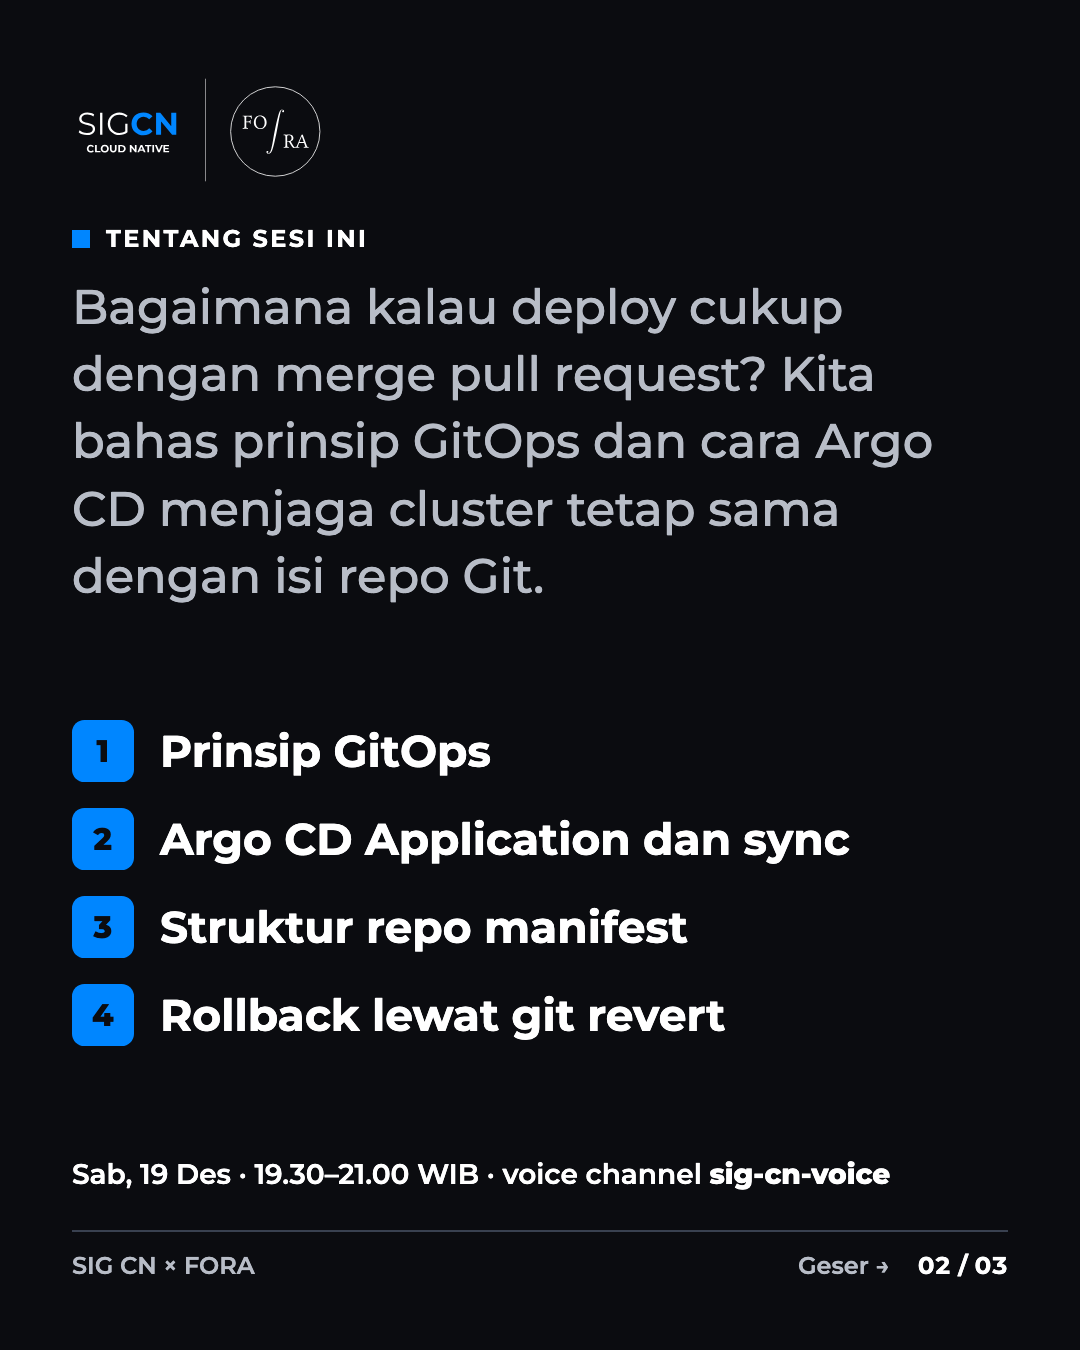 SIGCN
CLOUD NATIVE
FO∫RA
TENTANG SESI INI
Bagaimana kalau deploy cukup
dengan merge pull request? Kita
bahas prinsip GitOps dan cara Argo
CD menjaga cluster tetap sama
dengan isi repo Git.
1 Prinsip GitOps
2 Argo CD Application dan sync
3 Struktur repo manifest
4 Rollback lewat git revert
Sab, 19 Des · 19.30–21.00 WIB · voice channel sig-cn-voice
SIG CN × FORA
Geser → 02 / 03